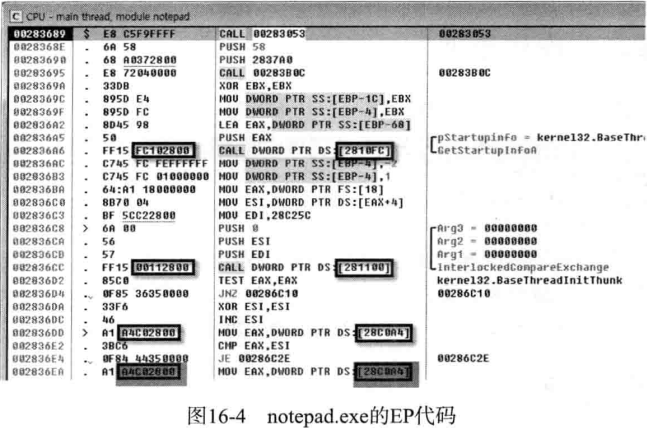 C CPU - main thread, module notepad
00283689 $ E8 C5F9FFFF CALL 00283053 00283053
0028368E . 6A 58 PUSH 58
00283690 . 68 A0372800 PUSH 2837A0
00283695 . E8 72040000 CALL 00283B0C 00283B0C
0028369A . 33DB XOR EBX,EBX
0028369C . 895D E4 MOV DWORD PTR SS:[EBP-1C],EBX
0028369F . 895D FC MOV DWORD PTR SS:[EBP-4],EBX
002836A2 . 8D45 98 LEA EAX,DWORD PTR SS:[EBP-68]
002836A5 . 50 PUSH EAX pStartupinfo = kernel32.BaseThr
002836A6 . FF15 FC102800 CALL DWORD PTR DS:[2810FC] GetStartupInfoA
002836AC . C745 FC FEFFFFFF MOV DWORD PTR SS:[EBP-4],-2
002836B3 . C745 FC 01000000 MOV DWORD PTR SS:[EBP-4],1
002836BA . 64:A1 18000000 MOV EAX,DWORD PTR FS:[18]
002836C0 . 8B70 04 MOV ESI,DWORD PTR DS:[EAX+4]
002836C3 . BF 5CC22800 MOV EDI,28C25C
002836C8 > 6A 00 PUSH 0 Arg3 = 00000000
002836CA . 56 PUSH ESI Arg2 = 00000000
002836CB . 57 PUSH EDI Arg1 = 00000000
002836CC . FF15 00112800 CALL DWORD PTR DS:[281100] InterlockedCompareExchange
002836D2 . 85C0 TEST EAX,EAX kernel32.BaseThreadInitThunk
002836D4 .v 0F85 36350000 JNZ 00286C10 00286C10
002836DA . 33F6 XOR ESI,ESI
002836DC . 46 INC ESI
002836DD > A1 A4C02800 MOV EAX,DWORD PTR DS:[28C0A4]
002836E2 . 3BC6 CMP EAX,ESI
002836E4 .v 0F84 44350000 JE 00286C2E 00286C2E
002836EA . A1 A4C02800 MOV EAX,DWORD PTR DS:[28C0A4]
图16-4 notepad.exe的EP代码